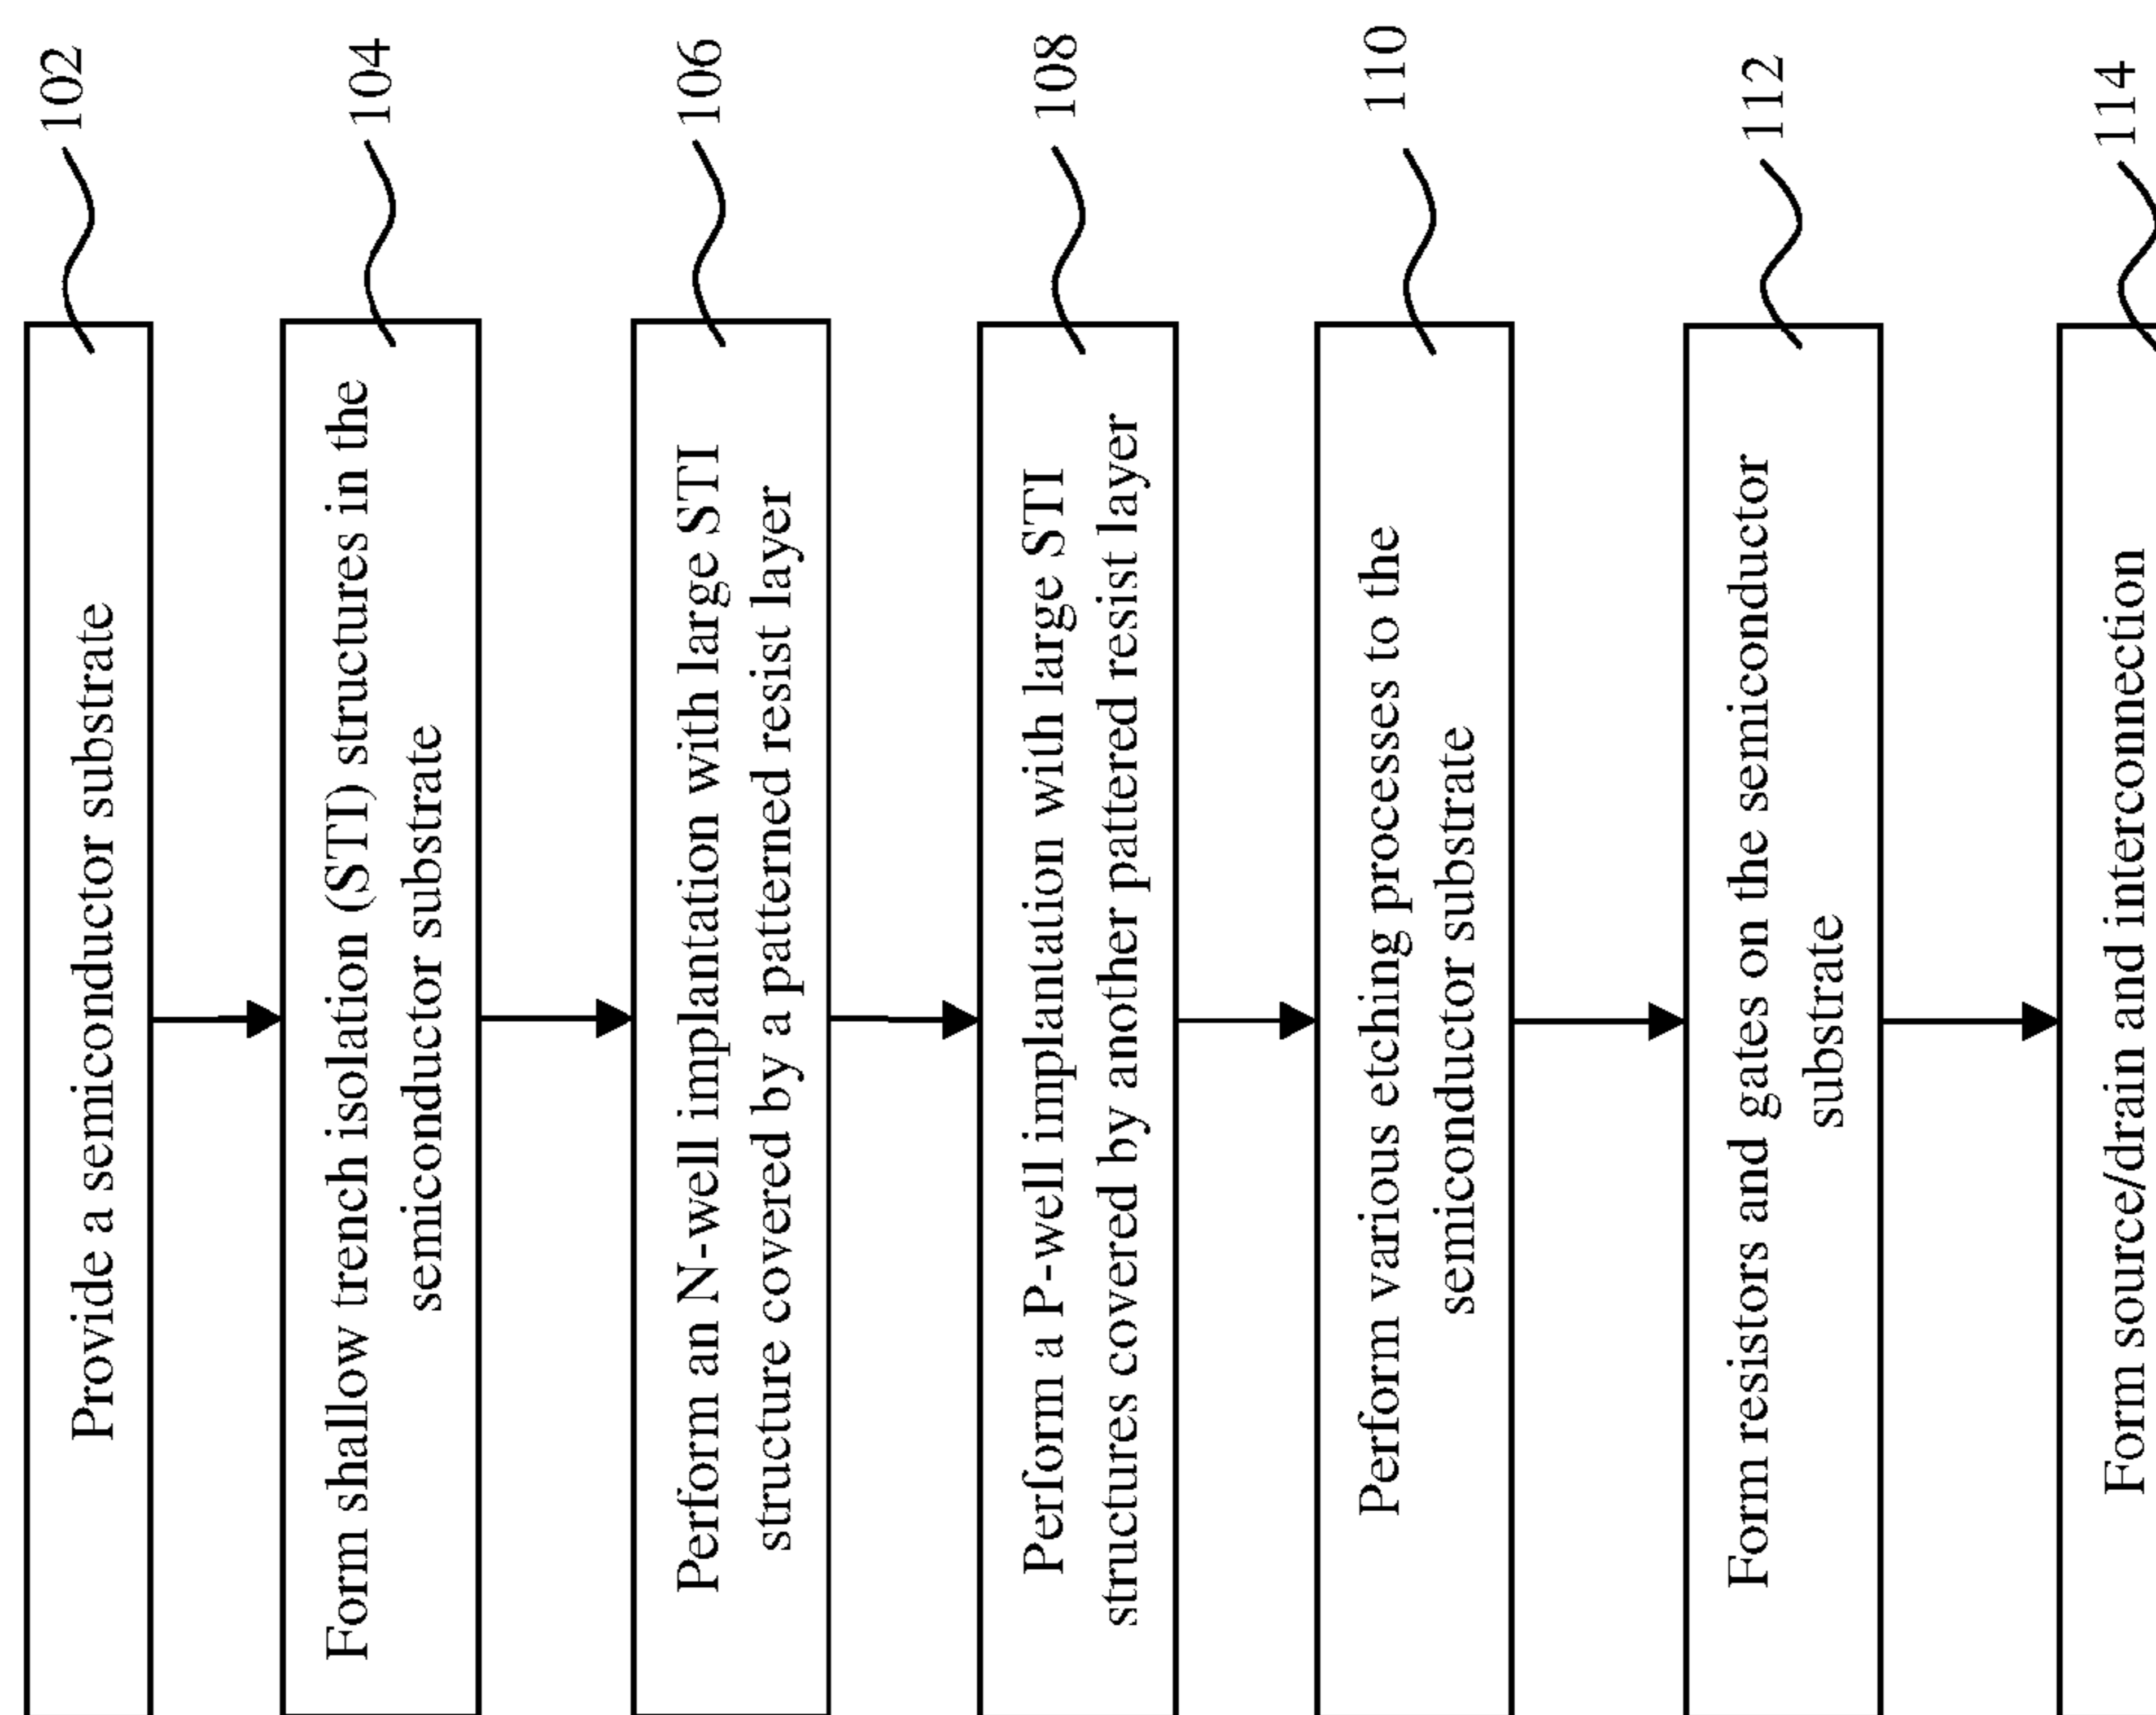 Provide a semiconductor substrate
102
Form shallow trench isolation (STI) structures in the
semiconductor substrate
104
Perform an N-well implantation with large STI
structure covered by a patterned resist layer
106
Perform a P-well implantation with large STI
structures covered by another pattered resist layer
108
Perform various etching processes to the
semiconductor substrate
110
Form resistors and gates on the semiconductor
substrate
112
Form source/drain and interconnection
114